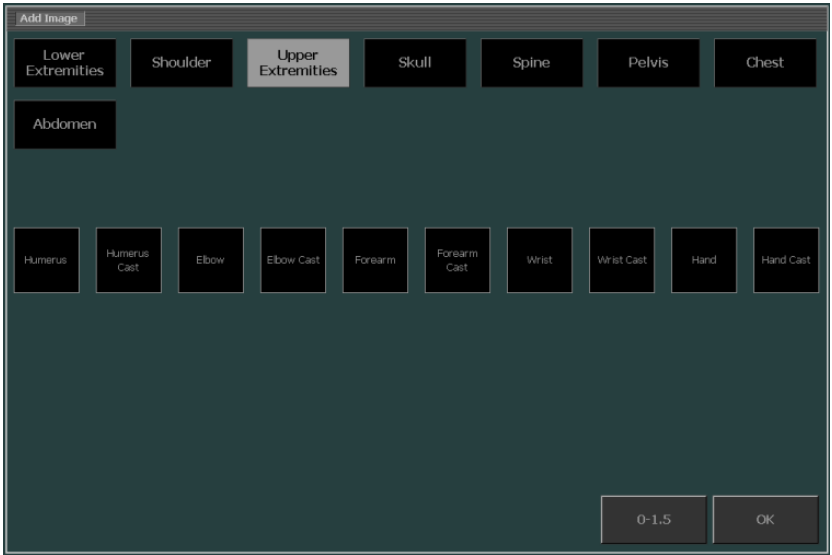 Add Image
Lower
Extremities
Shoulder
Upper
Extremities
Skull
Spine
Pelvis
Chest
Abdomen
Humerus
Humerus
Cast
Elbow
Elbow Cast
Forearm
Forearm
Cast
Wrist
Wrist Cast
Hand
Hand Cast
0-1.5
OK